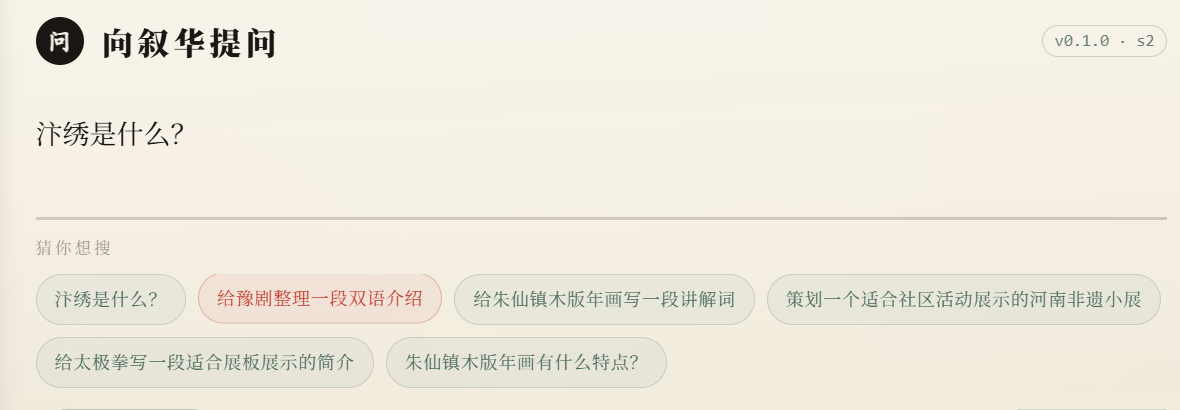 问 向叙华提问 v0.1.0 · s2
汴绣是什么?
猜你想搜
汴绣是什么? 给豫剧整理一段双语介绍 给朱仙镇木版年画写一段讲解词 策划一个适合社区活动展示的河南非遗小展
给太极拳写一段适合展板展示的简介 朱仙镇木版年画有什么特点?